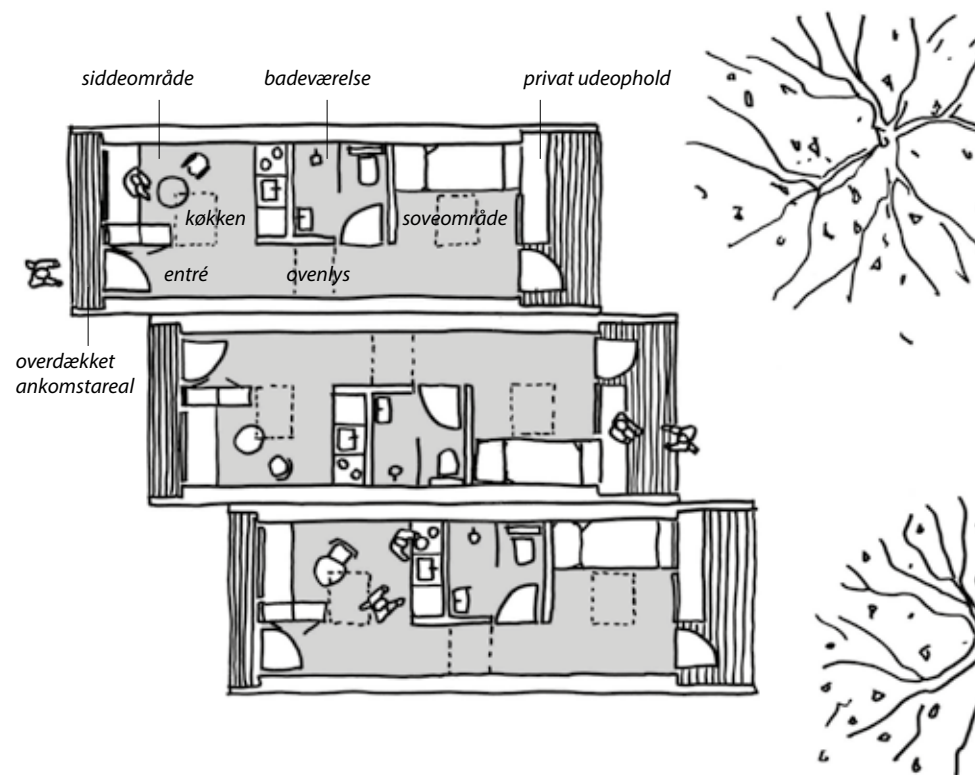 siddeområde
badeværelse
privat udeophold
køkken
soveområde
entré
ovenlys
overdækket
ankomstareal